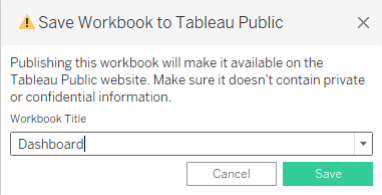 Save Workbook to Tableau Public
Publishing this workbook will make it available on the
Tableau Public website. Make sure it doesn't contain private
or confidential information.
Workbook Title
Dashboard
Cancel
Save